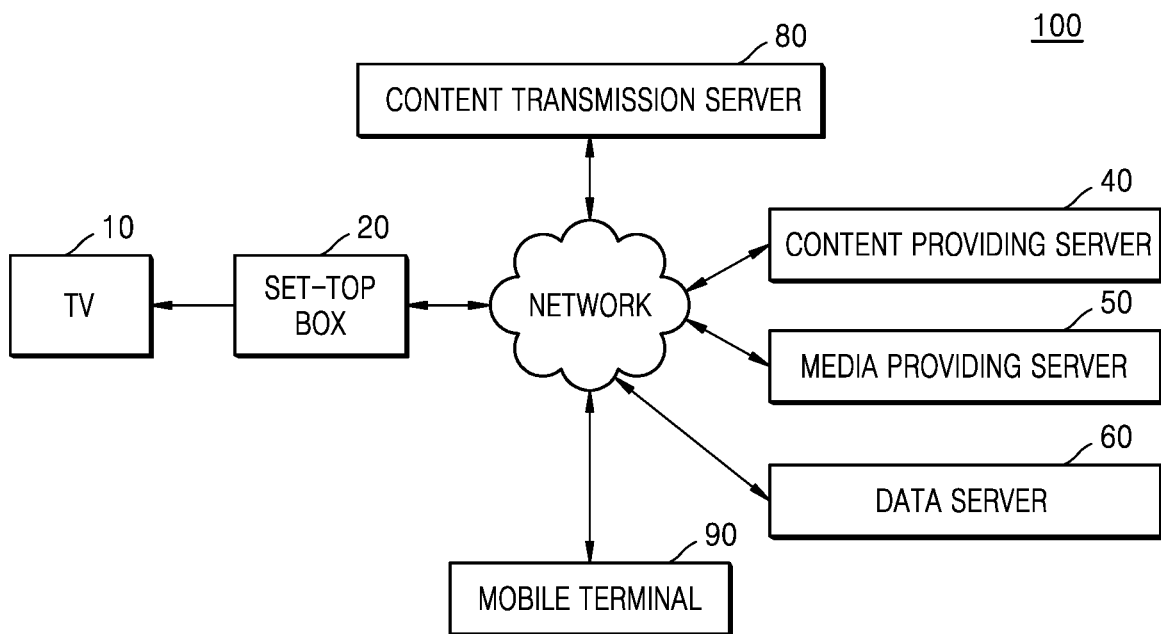 100
80
CONTENT TRANSMISSION SERVER
40
CONTENT PROVIDING SERVER
10
TV
20
SET-TOP
BOX
NETWORK
50
MEDIA PROVIDING SERVER
60
DATA SERVER
90
MOBILE TERMINAL